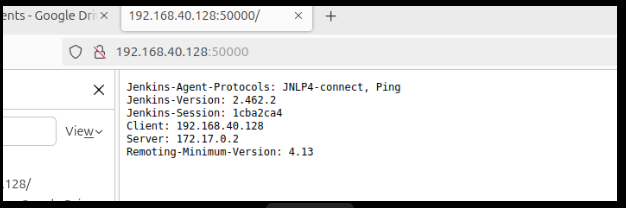 ents - Google Dri
192.168.40.128:50000/
192.168.40.128:50000
View
Jenkins-Agent-Protocols: JNLP4-connect, Ping
Jenkins-Version: 2.462.2
Jenkins-Session: 1cba2ca4
Client: 192.168.40.128
Server: 172.17.0.2
Remoting-Minimum-Version: 4.13
.128/